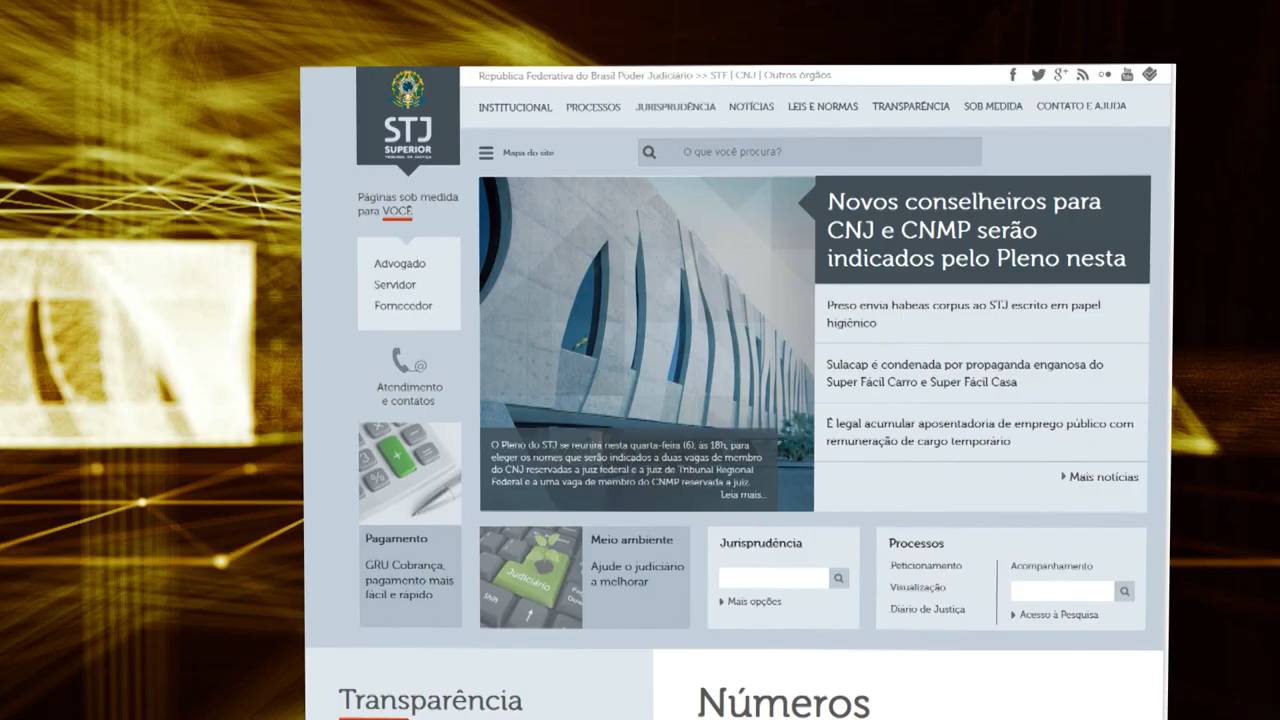 República Federativa do Brasil Poder Judiciário >> STF | CNJ | Outros órgãos
STJ
SUPERIOR
TRIBUNAL DE JUSTIÇA
INSTITUCIONAL PROCESSOS JURISPRUDÊNCIA NOTÍCIAS LEIS E NORMAS TRANSPARÊNCIA SOB MEDIDA CONTATO E AJUDA
Mapa do site
O que você procura?
Páginas sob medida
para VOCÊ
Advogado
Servidor
Fornecedor
Atendimento
e contatos
Novos conselheiros para
CNJ e CNMP serão
indicados pelo Pleno nesta
Preso envia habeas corpus ao STJ escrito em papel
higiênico
Sulacap é condenada por propaganda enganosa do
Super Fácil Carro e Super Fácil Casa
É legal acumular aposentadoria de emprego público com
remuneração de cargo temporário
Mais notícias
O Pleno do STJ se reunirá nesta quarta-feira (6), às 18h, para
eleger os nomes que serão indicados a duas vagas de membro
do CNJ reservadas a juiz federal e a juiz de Tribunal Regional
Federal e a uma vaga de membro do CNMP reservada a juiz.
Leia mais...
Pagamento
GRU Cobrança,
pagamento mais
fácil e rápido
Judiciário
Meio ambiente
Ajude o judiciário
a melhorar
Jurisprudência
Mais opções
Processos
Peticionamento
Visualização
Diário de Justiça
Acompanhamento
Acesso à Pesquisa
Transparência
Números